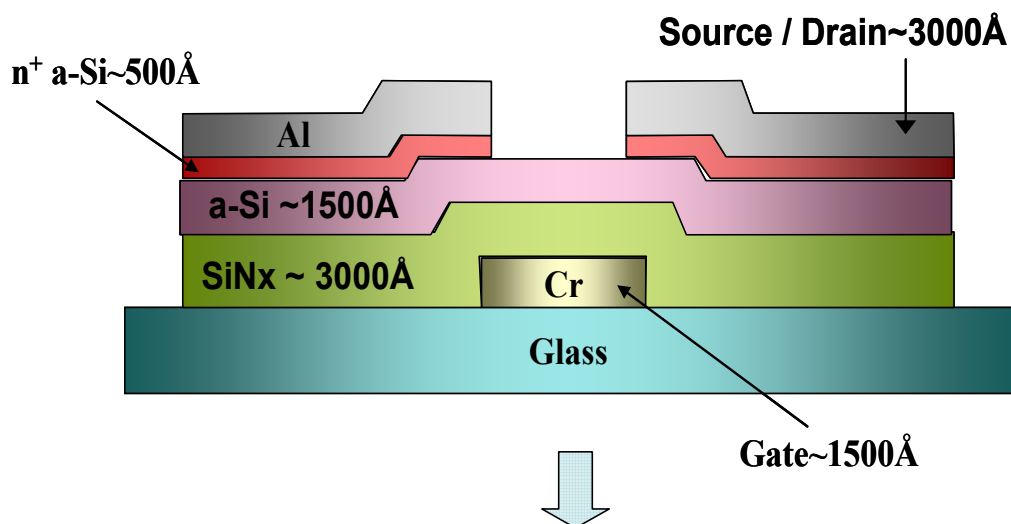 Source / Drain~3000Å
n⁺ a-Si~500Å
Al
a-Si ~1500Å
SiNx ~ 3000Å
Cr
Glass
Gate~1500Å